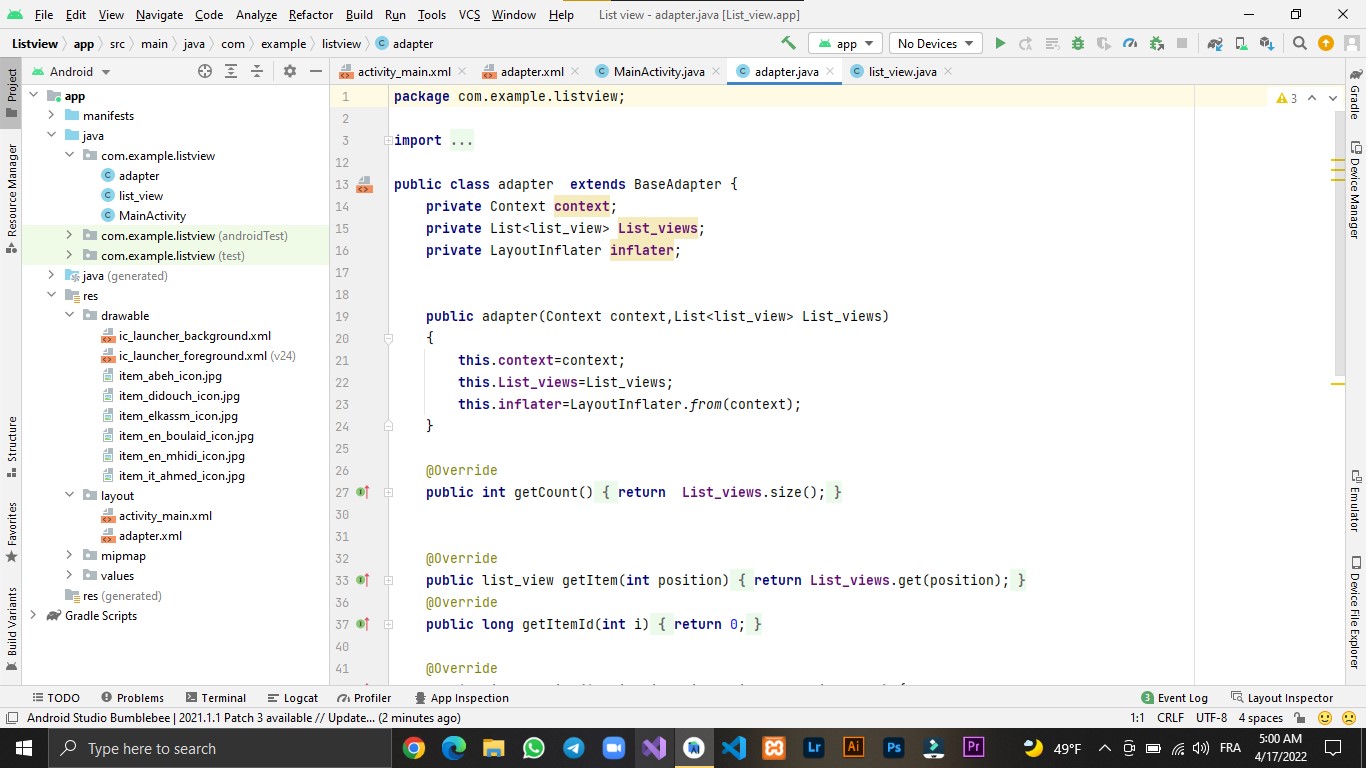 File Edit View Navigate Code Analyze Refactor Build Run Tools VCS Window Help List view - adapter.java [List_view.app]
Listview app src main java com example listview adapter
app No Devices
Android
activity_main.xml adapter.xml MainActivity.java adapter.java list_view.java
Project
Resource Manager
Structure
Favorites
Build Variants
app
manifests
java
com.example.listview
adapter
list_view
MainActivity
com.example.listview (androidTest)
com.example.listview (test)
java (generated)
res
drawable
ic_launcher_background.xml
ic_launcher_foreground.xml (v24)
item_abeh_icon.jpg
item_didouch_icon.jpg
item_elkassm_icon.jpg
item_en_boulaid_icon.jpg
item_en_mhidi_icon.jpg
item_it_ahmed_icon.jpg
layout
activity_main.xml
adapter.xml
mipmap
values
res (generated)
Gradle Scripts
1 package com.example.listview;
2
3 import ...
12
13 public class adapter  extends BaseAdapter {
14 private Context context;
15 private List<list_view> List_views;
16 private LayoutInflater inflater;
17
18
19 public adapter(Context context,List<list_view> List_views)
20 {
21 this.context=context;
22 this.List_views=List_views;
23 this.inflater=LayoutInflater.from(context);
24 }
25
26 @Override
27 public int getCount() { return  List_views.size(); }
30
31
32 @Override
33 public list_view getItem(int position) { return List_views.get(position); }
36 @Override
37 public long getItemId(int i) { return 0; }
40
41 @Override
3
Gradle
Device Manager
Emulator
Device File Explorer
TODO Problems Terminal Logcat Profiler App Inspection 3 Event Log Layout Inspector
Android Studio Bumblebee | 2021.1.1 Patch 3 available // Update... (2 minutes ago) 1:1 CRLF UTF-8 4 spaces
Type here to search
Lr Ai Ps Pr
49°F FRA
5:00 AM
4/17/2022